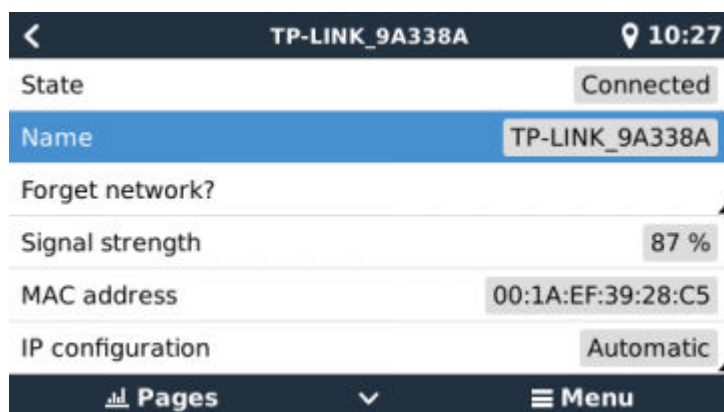 TP-LINK_9A338A 10:27
State Connected
Name TP-LINK_9A338A
Forget network?
Signal strength 87 %
MAC address 00:1A:EF:39:28:C5
IP configuration Automatic
Pages Menu